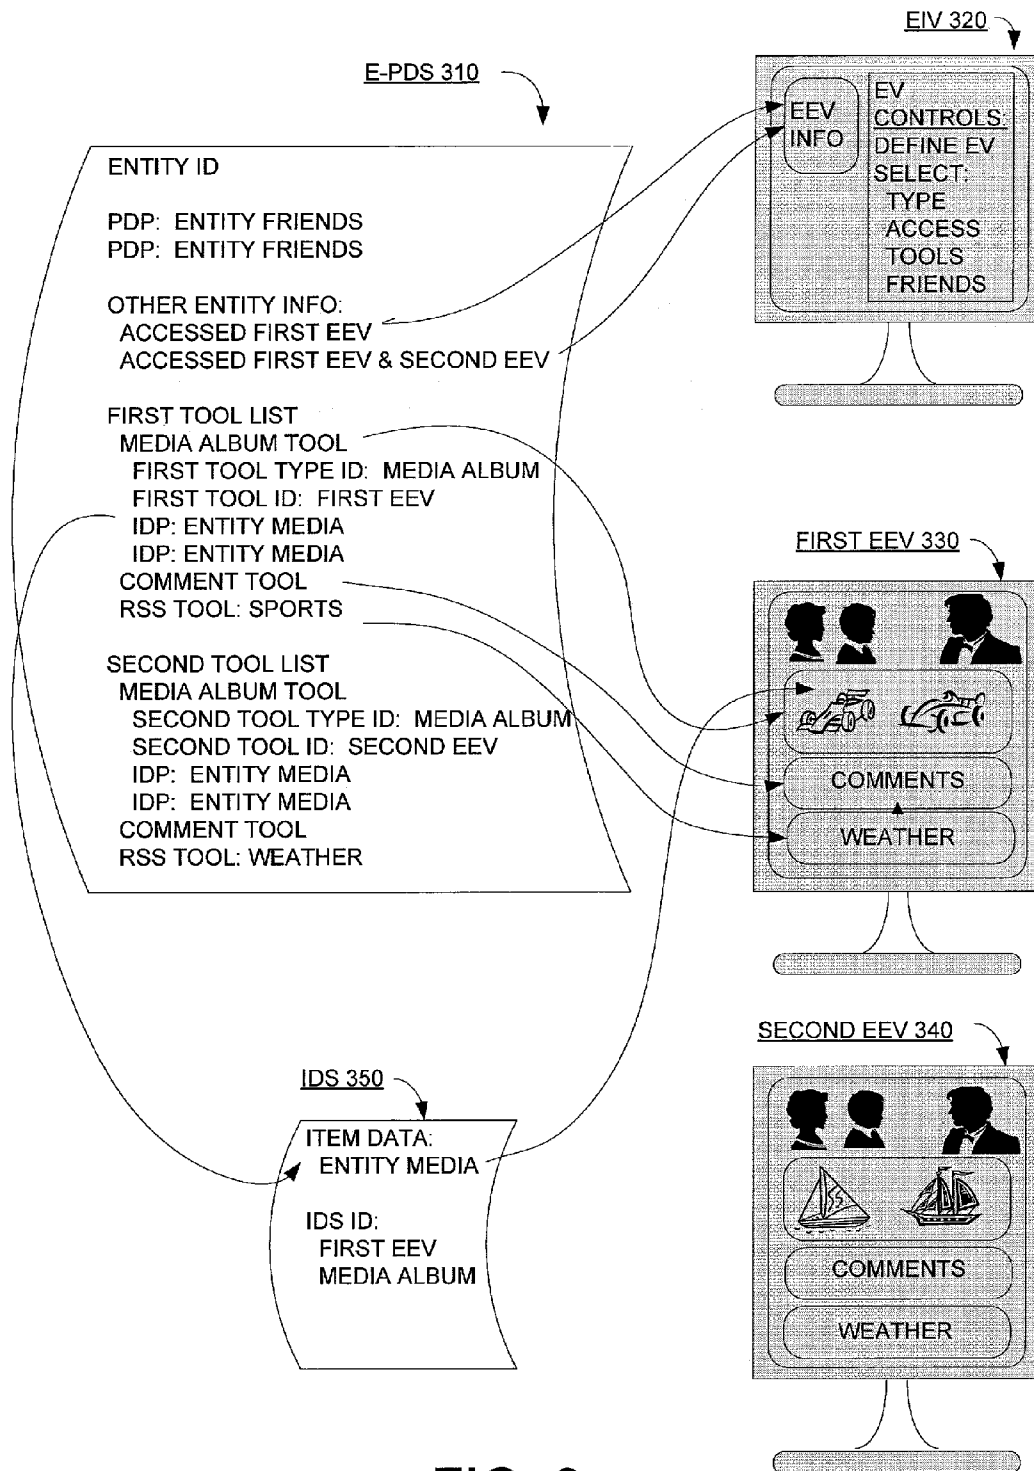 EIV 320
E-PDS 310
EEV
INFO
EV
CONTROLS:
DEFINE EV
SELECT:
TYPE
ACCESS
TOOLS
FRIENDS
ENTITY ID
PDP: ENTITY FRIENDS
PDP: ENTITY FRIENDS
OTHER ENTITY INFO:
ACCESSED FIRST EEV
ACCESSED FIRST EEV & SECOND EEV
FIRST TOOL LIST
MEDIA ALBUM TOOL
FIRST TOOL TYPE ID: MEDIA ALBUM
FIRST TOOL ID: FIRST EEV
IDP: ENTITY MEDIA
IDP: ENTITY MEDIA
COMMENT TOOL
RSS TOOL: SPORTS
SECOND TOOL LIST
MEDIA ALBUM TOOL
SECOND TOOL TYPE ID: MEDIA ALBUM
SECOND TOOL ID: SECOND EEV
IDP: ENTITY MEDIA
IDP: ENTITY MEDIA
COMMENT TOOL
RSS TOOL: WEATHER
FIRST EEV 330
COMMENTS
WEATHER
SECOND EEV 340
COMMENTS
WEATHER
IDS 350
ITEM DATA:
ENTITY MEDIA
IDS ID:
FIRST EEV
MEDIA ALBUM